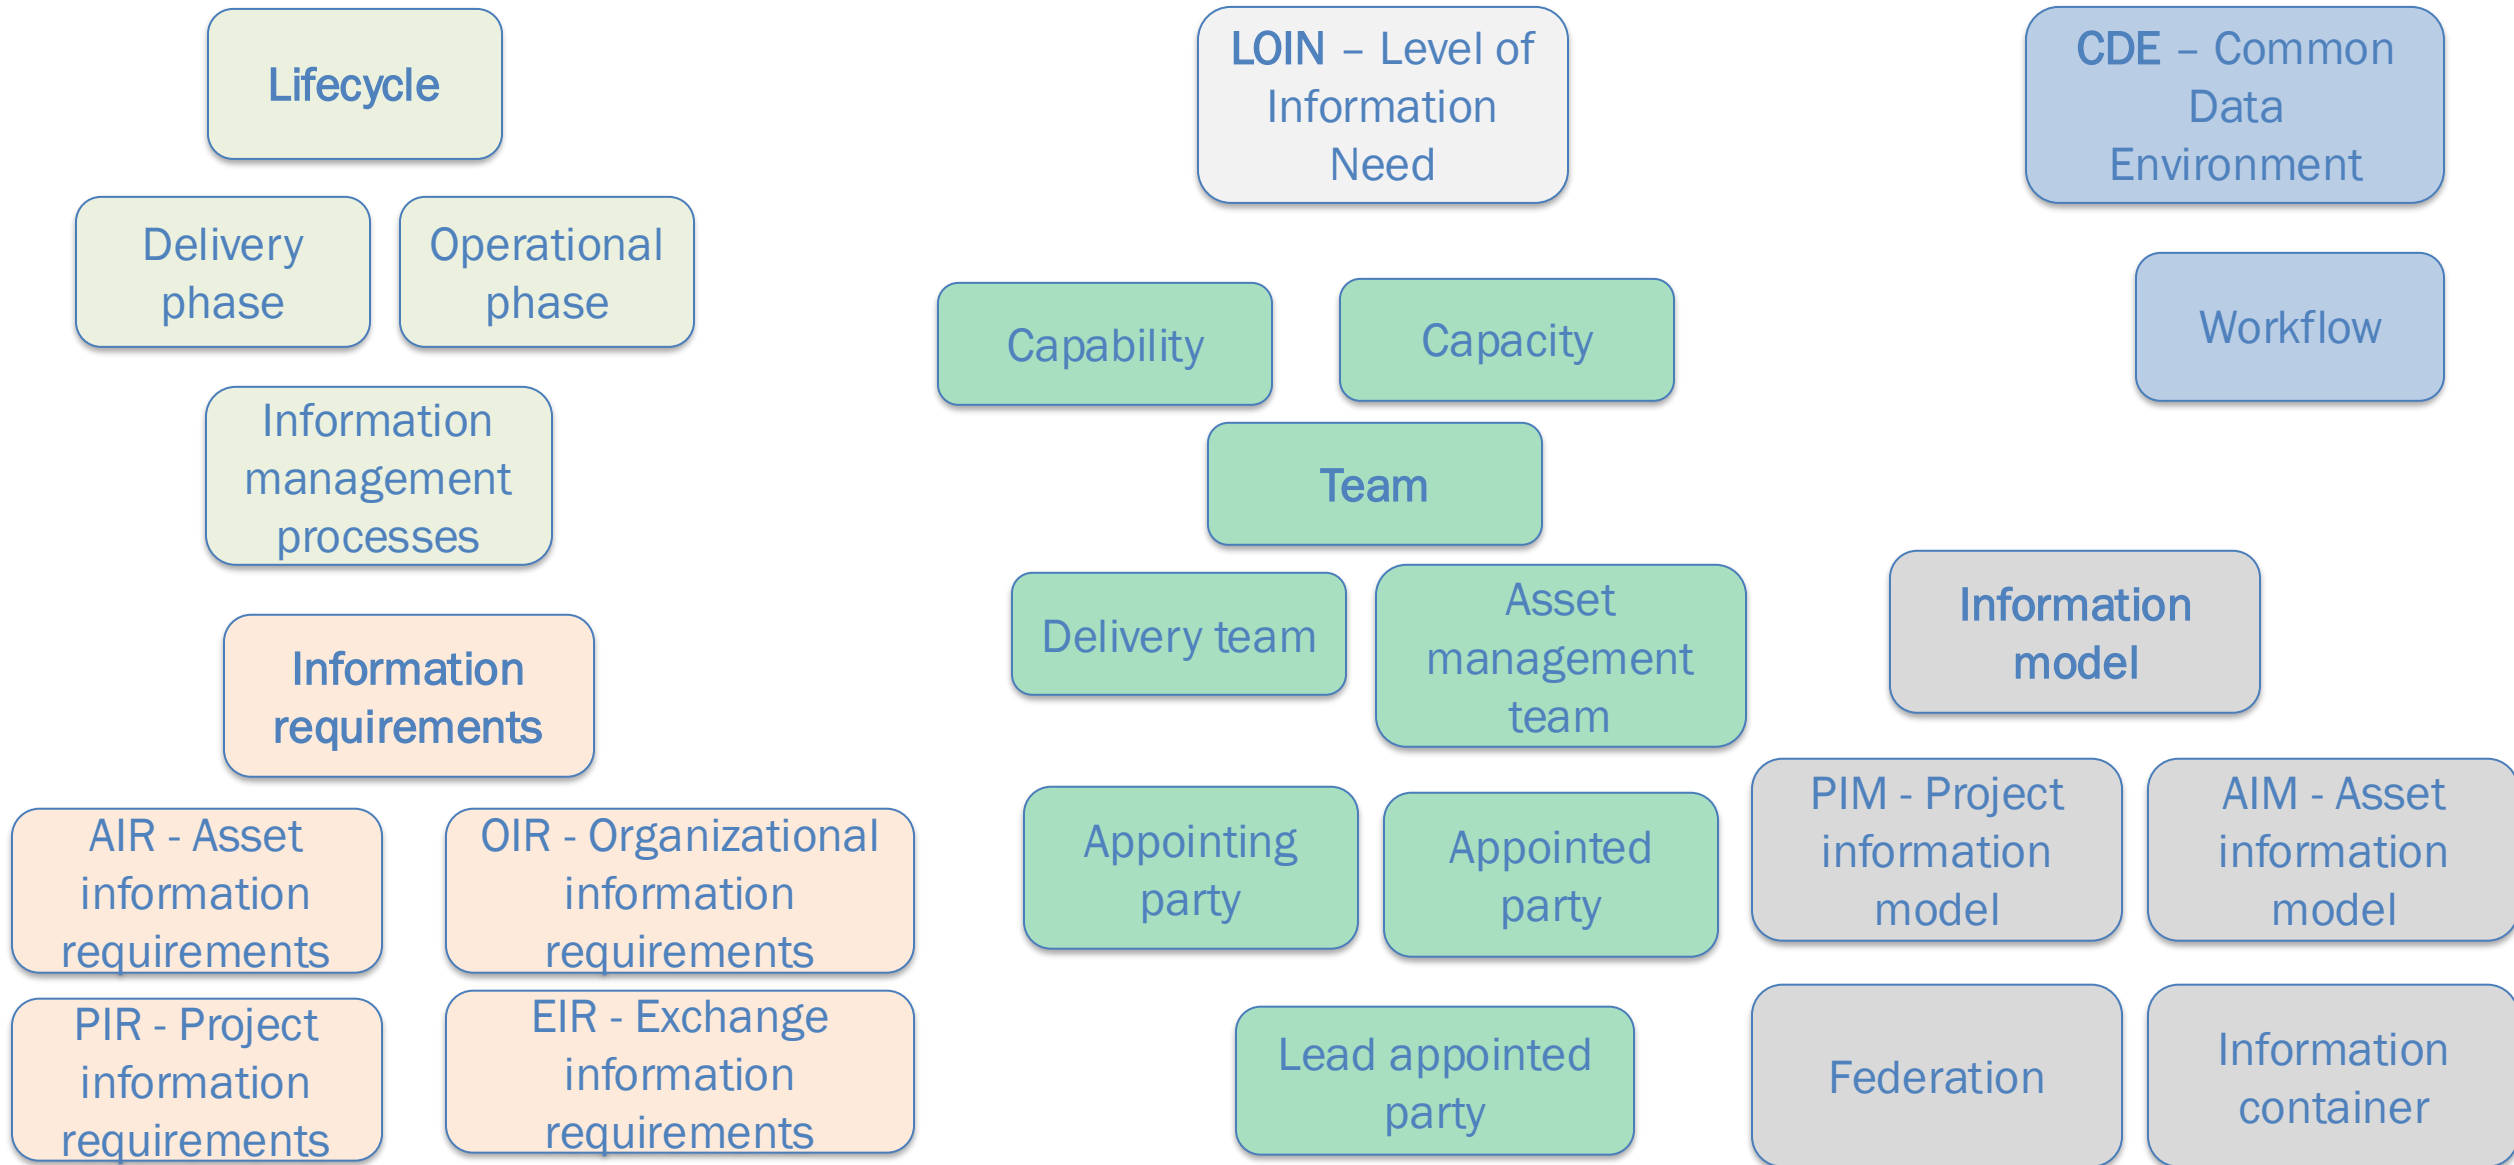 Lifecycle
Delivery
phase
Operational
phase
Information
management
processes
Information
requirements
AIR - Asset
information
requirements
OIR - Organizational
information
requirements
PIR - Project
information
requirements
EIR - Exchange
information
requirements
LOIN – Level of
Information
Need
Capability
Capacity
Team
Delivery team
Asset
management
team
Appointing
party
Appointed
party
Lead appointed
party
CDE – Common
Data
Environment
Workflow
Information
model
PIM - Project
information
model
AIM - Asset
information
model
Federation
Information
container